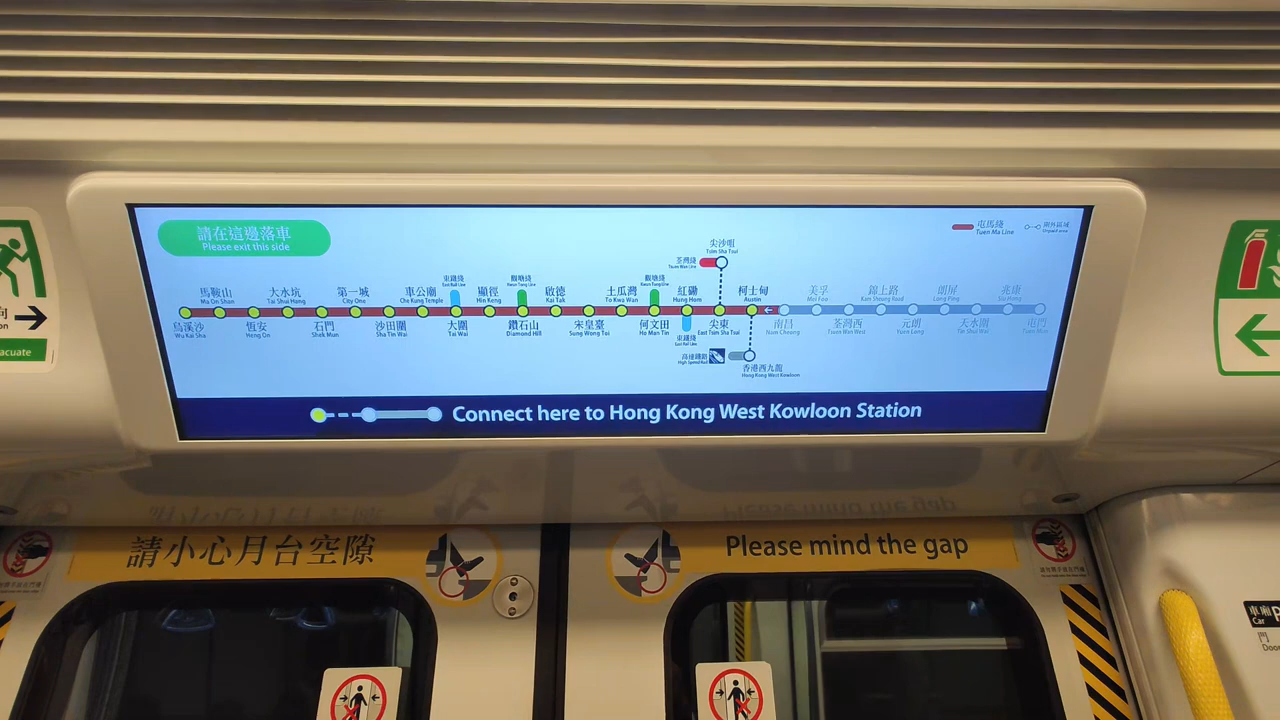 請在這邊落車
Please exit this side
屯馬綫
Tuen Ma Line
尖沙咀
Tsim Sha Tsui
荃灣綫
Tsuen Wan Line
東鐵綫
East Rail Line
觀塘綫
Kwun Tong Line
觀塘綫
Kwun Tong Line
馬鞍山
Ma On Shan
大水坑
Tai Shui Hang
第一城
City One
車公廟
Che Kung Temple
顯徑
Hin Keng
啟德
Kai Tak
土瓜灣
To Kwa Wan
紅磡
Hung Hom
柯士甸
Austin
美孚
Mei Foo
錦上路
Kam Sheung Road
朗屏
Long Ping
兆康
Siu Hong
烏溪沙
Wu Kai Sha
恆安
Heng On
石門
Shek Mun
沙田圍
Sha Tin Wai
大圍
Tai Wai
鑽石山
Diamond Hill
宋皇臺
Sung Wong Toi
何文田
Ho Man Tin
尖東
East Tsim Sha Tsui
南昌
Nam Cheong
荃灣西
Tsuen Wan West
元朗
Yuen Long
天水圍
Tin Shui Wai
屯門
Tuen Mun
東鐵綫
East Rail Line
高速鐵路
High Speed Rail
香港西九龍
Hong Kong West Kowloon
Connect here to Hong Kong West Kowloon Station
請小心月台空隙
Please mind the gap
車廂
Car
門